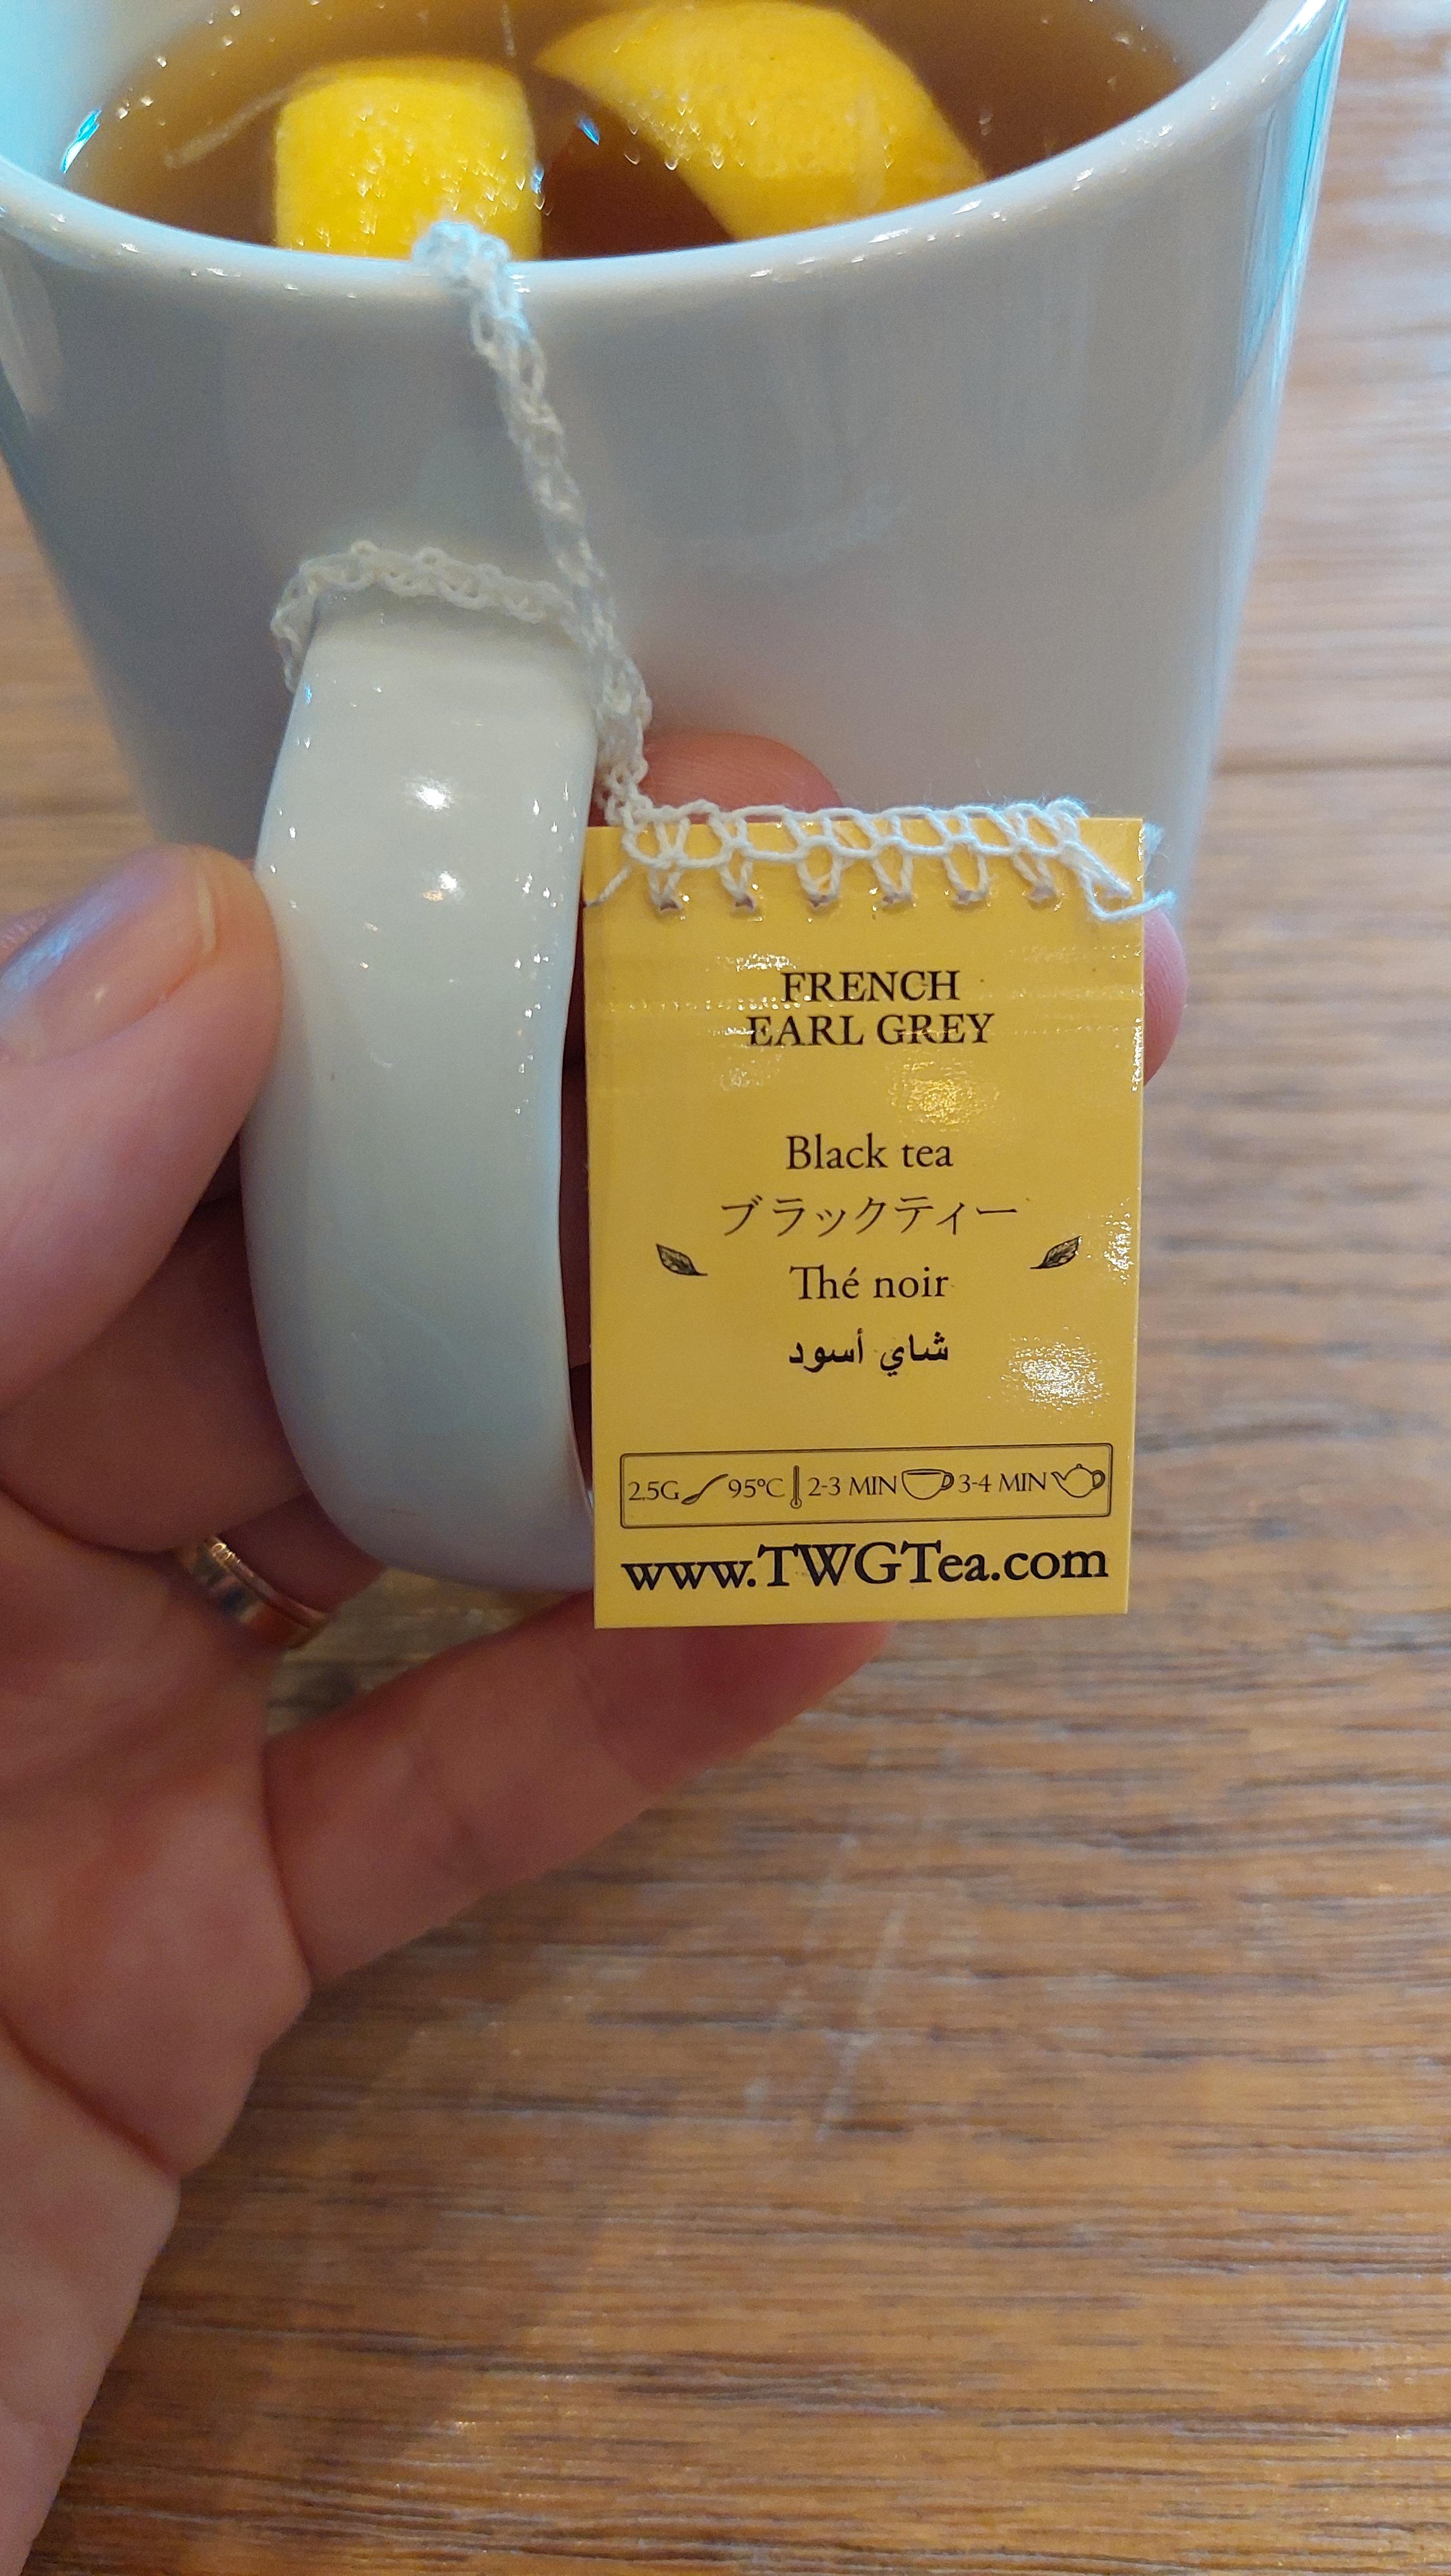 FRENCH
EARL GREY
Black tea
ブラックティー
Thé noir
شاي أسود
2.5G 95°C 2-3 MIN 3-4 MIN
www.TWGTea.com